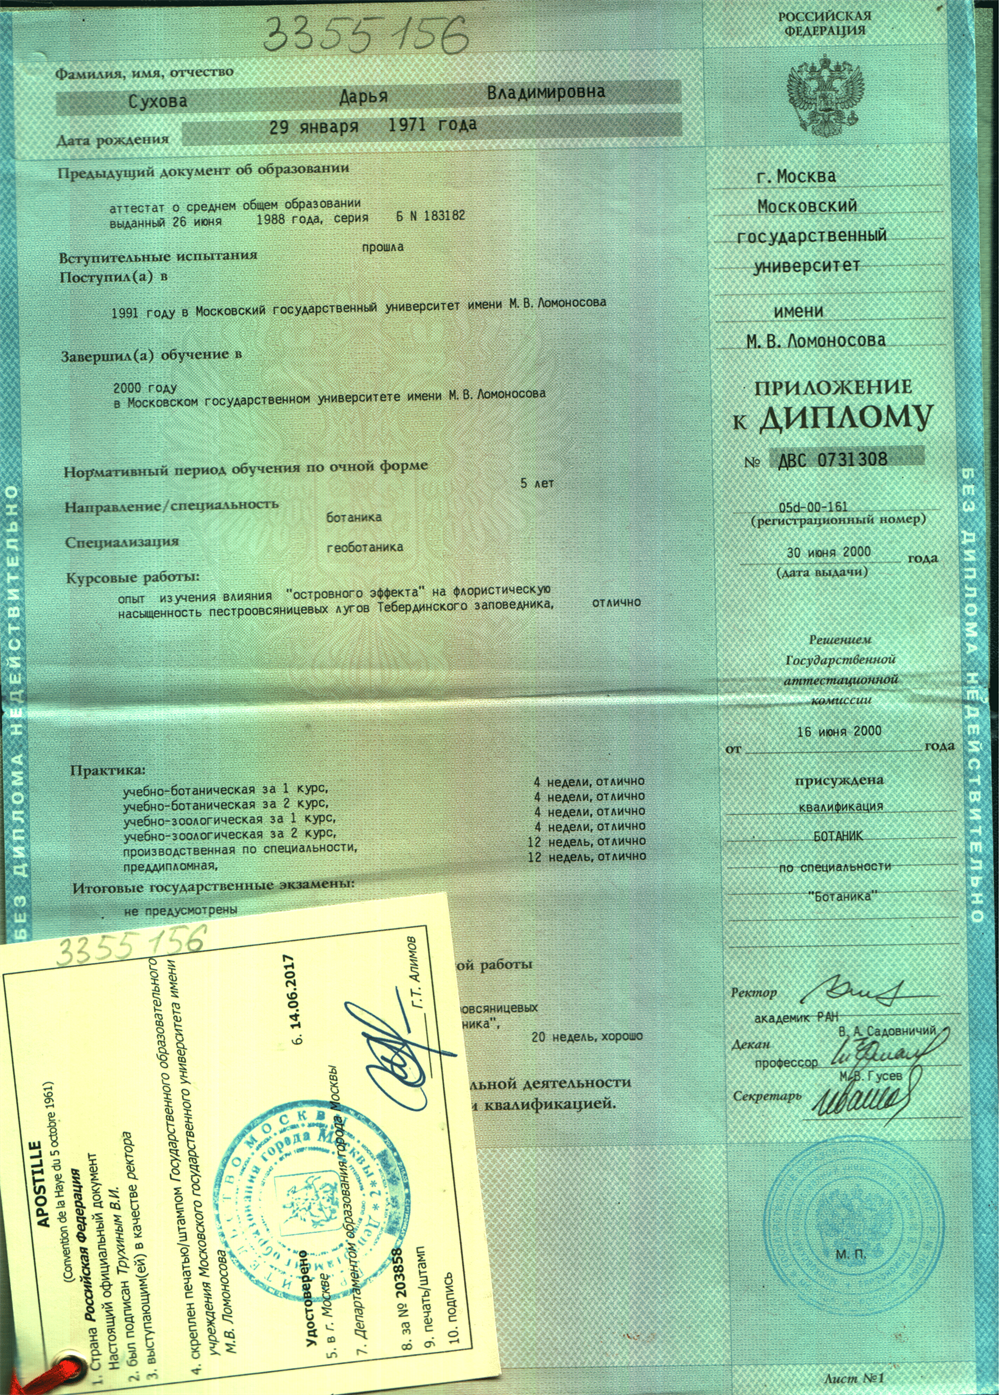 3355156
Фамилия, имя, отчество
Сухова Дарья Владимировна
Дата рождения 29 января 1971 года
Предыдущий документ об образовании
аттестат о среднем общем образовании
выданный 26 июня 1988 года, серия Б N 183182
Вступительные испытания прошла
Поступил(а) в
1991 году в Московский государственный университет имени М.В.Ломоносова
Завершил(а) обучение в
2000 году
в Московском государственном университете имени М.В.Ломоносова
Нормативный период обучения по очной форме
5 лет
Направление/специальность
ботаника
Специализация
геоботаника
Курсовые работы:
опыт изучения влияния "островного эффекта" на флористическую
насыщенность пестроовсяницевых лугов Тебердинского заповедника, отлично
Практика:
учебно-ботаническая за 1 курс, 4 недели, отлично
учебно-ботаническая за 2 курс, 4 недели, отлично
учебно-зоологическая за 1 курс, 4 недели, отлично
учебно-зоологическая за 2 курс, 4 недели, отлично
производственная по специальности, 12 недель, отлично
преддипломная, 12 недель, отлично
Итоговые государственные экзамены:
не предусмотрены
ой работы
овсяницевых
ника",
20 недель, хорошо
льной деятельности
и квалификацией.
РОССИЙСКАЯ
ФЕДЕРАЦИЯ
г.Москва
Московский
государственный
университет
имени
М.В.Ломоносова
ПРИЛОЖЕНИЕ
к ДИПЛОМУ
№ ДВС 0731308
05d-00-161
(регистрационный номер)
30 июня 2000 года
(дата выдачи)
Решением
Государственной
аттестационной
комиссии
16 июня 2000
от года
присуждена
квалификация
БОТАНИК
по специальности
"Ботаника"
Ректор
академик РАН
В.А.Садовничий
Декан
профессор
М.В.Гусев
Секретарь
М.П.
Лист №1
БЕЗ ДИПЛОМА НЕДЕЙСТВИТЕЛЬНО
БЕЗ ДИПЛОМА НЕДЕЙСТВИТЕЛЬНО
3355156
APOSTILLE
(Convention de la Haye du 5 octobre 1961)
1. Страна Российская Федерация
Настоящий официальный документ
2. был подписан Трухиным В.И.
3. выступающим(ей) в качестве ректора
4. скреплен печатью/штампом Государственного образовательного
учреждения Московского государственного университета имени
М.В. Ломоносова
Удостоверено
5. в г. Москве 6. 14.06.2017
7. Департаментом образования города Москвы
8. за № 203858
9. печать/штамп
10. подпись Г.Т. Алимов